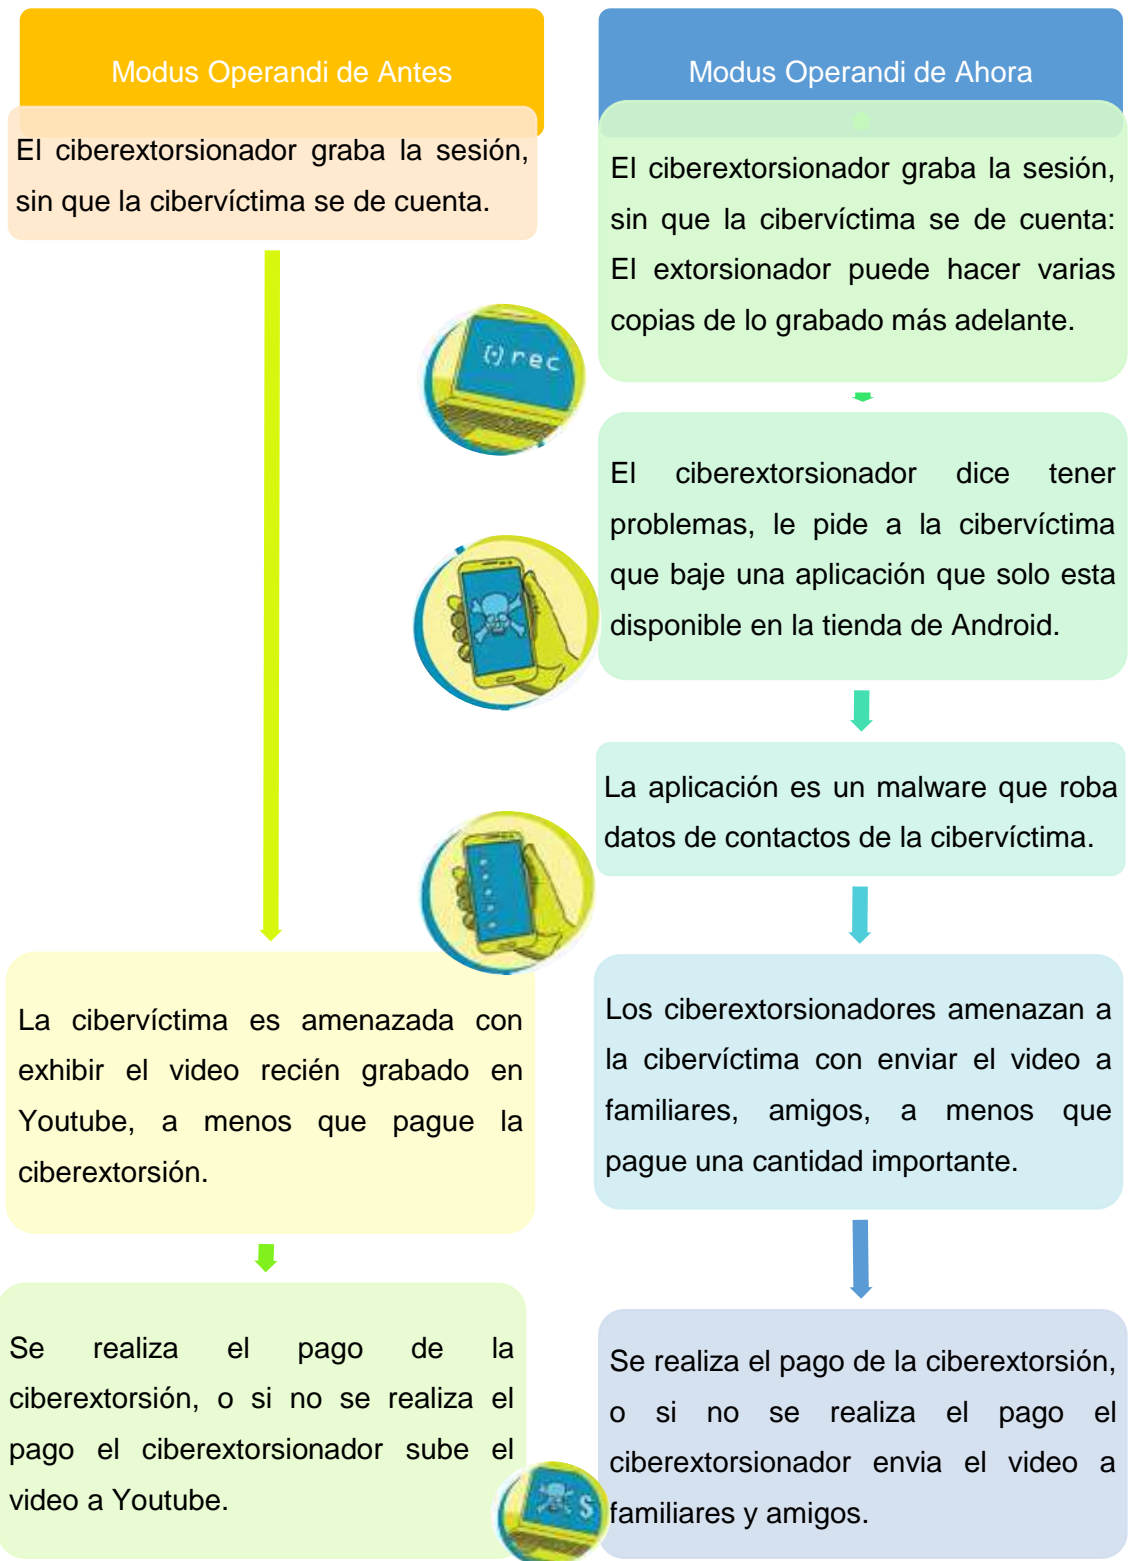 Modus Operandi de Antes
El ciberextorsionador graba la sesión,
sin que la cibervíctima se de cuenta.
La cibervíctima es amenazada con
exhibir el video recién grabado en
Youtube, a menos que pague la
ciberextorsión.
Se realiza el pago de la
ciberextorsión, o si no se realiza el
pago el ciberextorsionador sube el
video a Youtube.
Modus Operandi de Ahora
El ciberextorsionador graba la sesión,
sin que la cibervíctima se de cuenta:
El extorsionador puede hacer varias
copias de lo grabado más adelante.
El ciberextorsionador dice tener
problemas, le pide a la cibervíctima
que baje una aplicación que solo esta
disponible en la tienda de Android.
La aplicación es un malware que roba
datos de contactos de la cibervíctima.
Los ciberextorsionadores amenazan a
la cibervíctima con enviar el video a
familiares, amigos, a menos que
pague una cantidad importante.
Se realiza el pago de la ciberextorsión,
o si no se realiza el pago el
ciberextorsionador envia el video a
familiares y amigos.
(•) rec
$